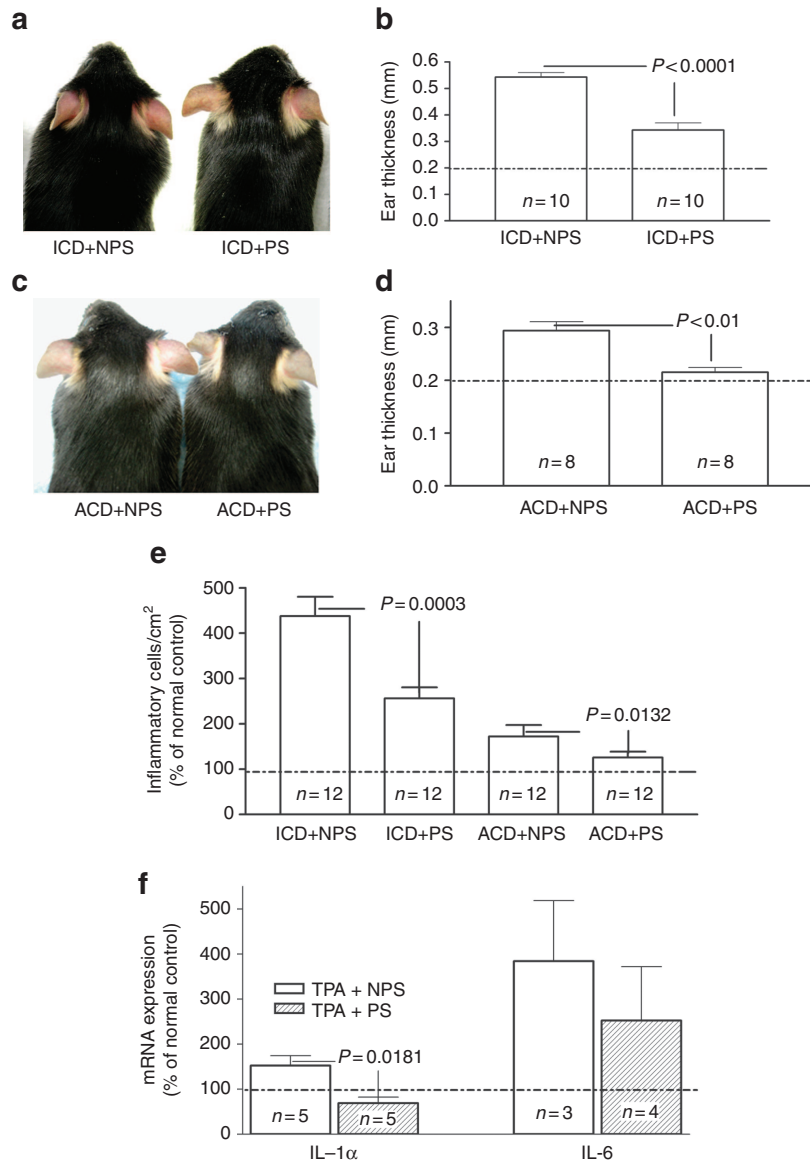 a
ICD+NPS ICD+PS
b
Ear thickness (mm)
0.6
0.5
0.4
0.3
0.2
0.1
0.0
P<0.0001
n=10 n=10
ICD+NPS ICD+PS
c
ACD+NPS ACD+PS
d
Ear thickness (mm)
0.3
0.2
0.1
0.0
P<0.01
n=8 n=8
ACD+NPS ACD+PS
e
Inflammatory cells/cm²
(% of normal control)
500
400
300
200
100
0
P=0.0003
P=0.0132
n=12 n=12 n=12 n=12
ICD+NPS ICD+PS ACD+NPS ACD+PS
f
mRNA expression
(% of normal control)
500
400
300
200
100
0
TPA + NPS
TPA + PS
P=0.0181
n=5 n=5 n=3 n=4
IL–1α IL-6